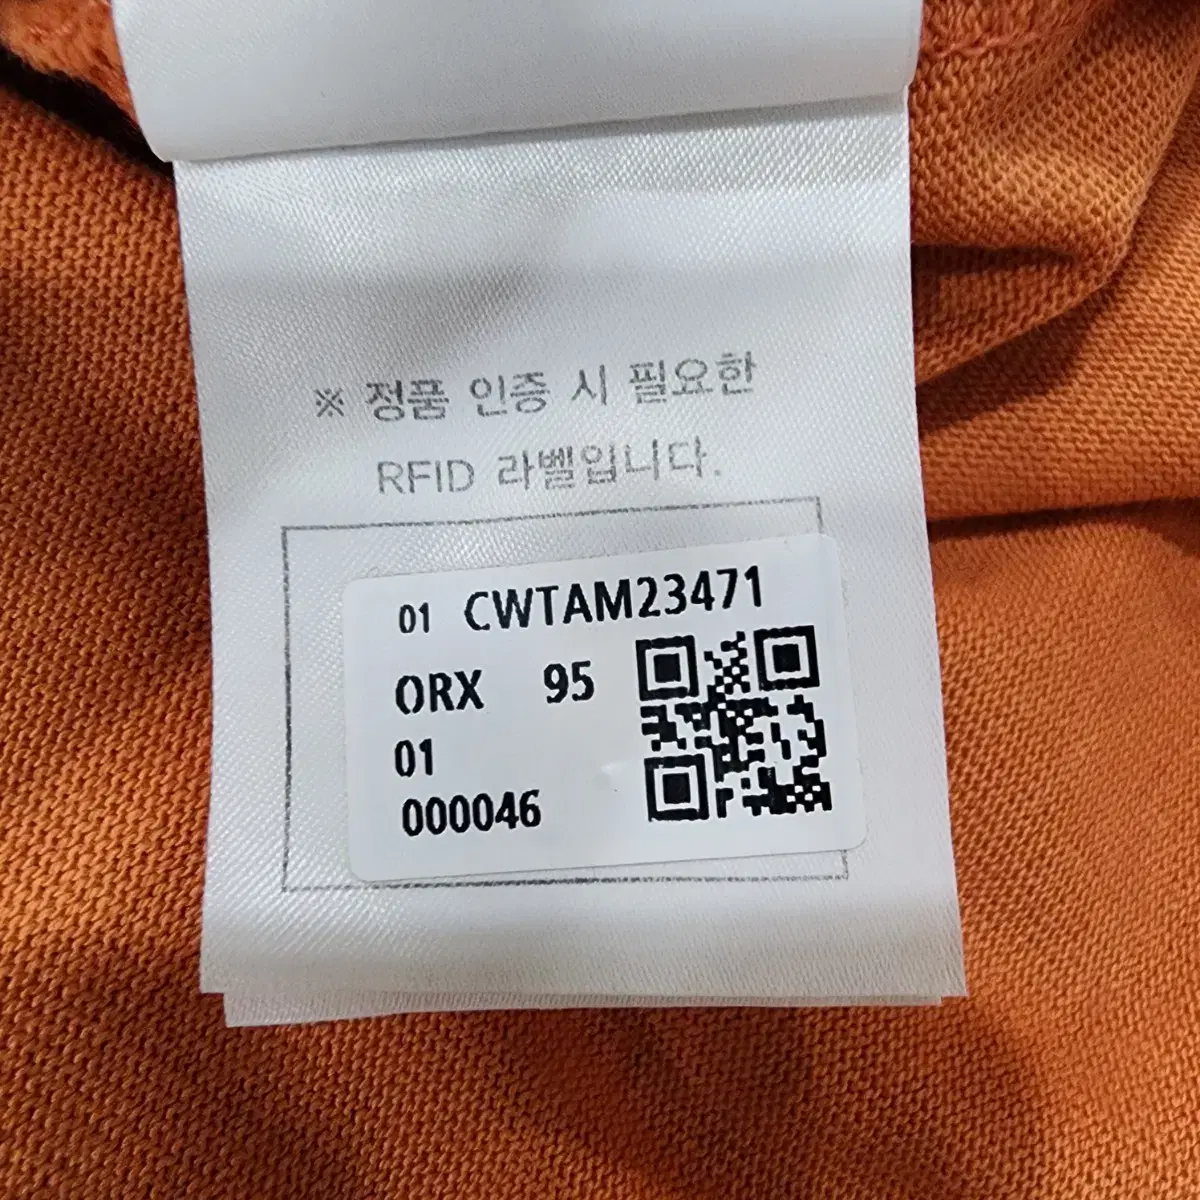 ※ 정품 인증 시 필요한
RFID 라벨입니다.
01 CWTAM23471
ORX 95
01
000046